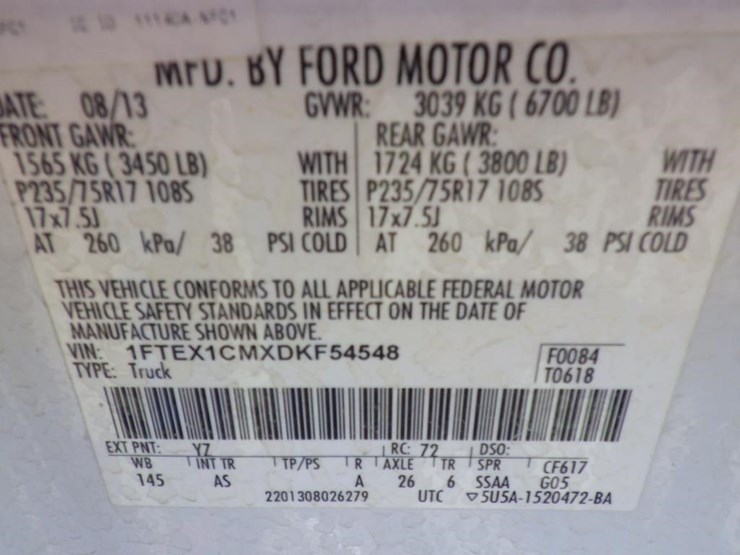 MFD. BY FORD MOTOR CO.
DATE: 08/13 GVWR: 3039 KG ( 6700 LB)
FRONT GAWR: REAR GAWR:
1565 KG ( 3450 LB) WITH 1724 KG ( 3800 LB) WITH
P235/75R17 108S TIRES P235/75R17 108S TIRES
17x7.5J RIMS 17x7.5J RIMS
AT 260 kPa/ 38 PSI COLD AT 260 kPa/ 38 PSI COLD
THIS VEHICLE CONFORMS TO ALL APPLICABLE FEDERAL MOTOR
VEHICLE SAFETY STANDARDS IN EFFECT ON THE DATE OF
MANUFACTURE SHOWN ABOVE.
VIN: 1FTEX1CMXDKF54548 F0084
TYPE: Truck T0618
EXT PNT: YZ RC: 72 DSO:
WB INT TR TP/PS R AXLE TR SPR CF617
145 AS A 26 6 SSAA G05
2201308026279 UTC ▽5U5A-1520472-BA